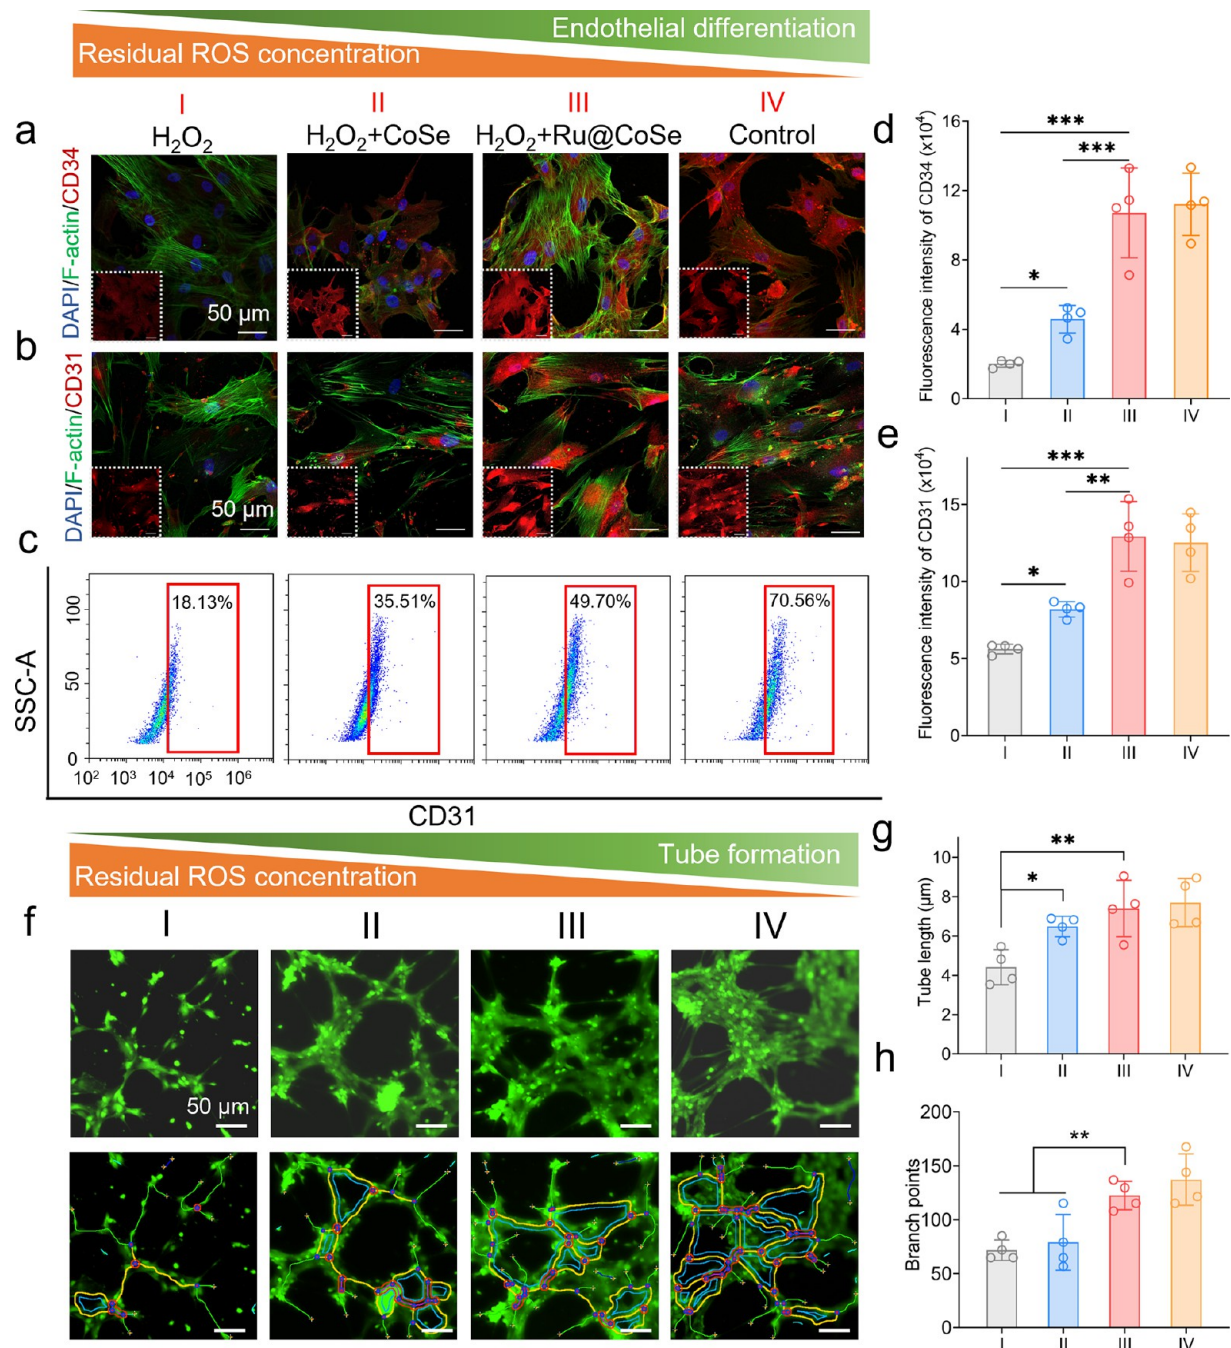 Endothelial differentiation
Residual ROS concentration
I
II
III
IV
a
H₂O₂
H₂O₂+CoSe
H₂O₂+Ru@CoSe
Control
DAPI/F-actin/CD34
50 µm
b
DAPI/F-actin/CD31
50 µm
c
SSC-A
100
50
0
10² 10³ 10⁴ 10⁵ 10⁶
18.13%
35.51%
49.70%
70.56%
CD31
d
Fluorescence intensity of CD34 (x10⁴)
16
12
8
4
0
***
***
*
I II III IV
e
Fluorescence intensity of CD31 (x10⁴)
15
10
5
0
***
**
*
I II III IV
Tube formation
Residual ROS concentration
f
I
II
III
IV
50 µm
g
Tube length (µm)
10
8
6
4
2
0
**
*
I II III IV
h
Branch points
200
150
100
50
0
**
I II III IV